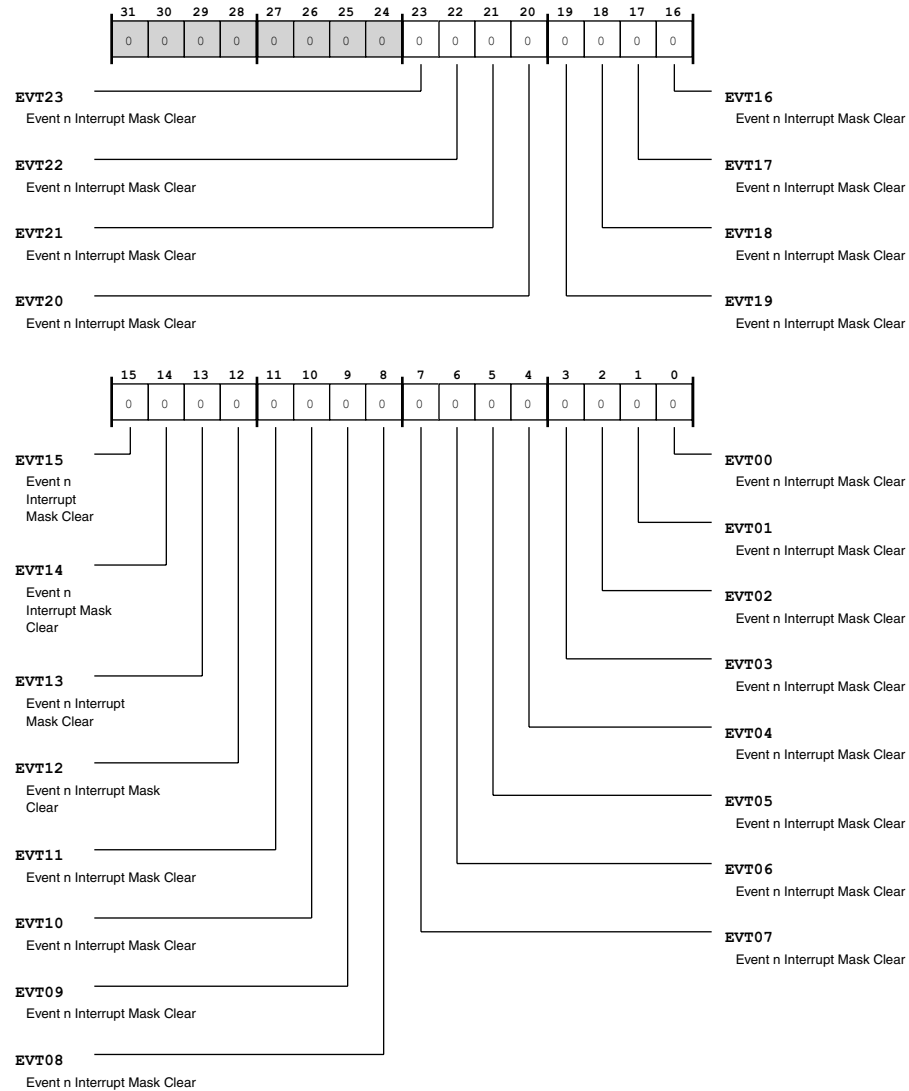 31 30 29 28 27 26 25 24 23 22 21 20 19 18 17 16
0 0 0 0 0 0 0 0 0 0 0 0 0 0 0 0
EVT23
Event n Interrupt Mask Clear
EVT22
Event n Interrupt Mask Clear
EVT21
Event n Interrupt Mask Clear
EVT20
Event n Interrupt Mask Clear
EVT16
Event n Interrupt Mask Clear
EVT17
Event n Interrupt Mask Clear
EVT18
Event n Interrupt Mask Clear
EVT19
Event n Interrupt Mask Clear
15 14 13 12 11 10 9 8 7 6 5 4 3 2 1 0
0 0 0 0 0 0 0 0 0 0 0 0 0 0 0 0
EVT15
Event n
Interrupt
Mask Clear
EVT14
Event n
Interrupt Mask
Clear
EVT13
Event n Interrupt
Mask Clear
EVT12
Event n Interrupt Mask
Clear
EVT11
Event n Interrupt Mask Clear
EVT10
Event n Interrupt Mask Clear
EVT09
Event n Interrupt Mask Clear
EVT08
Event n Interrupt Mask Clear
EVT00
Event n Interrupt Mask Clear
EVT01
Event n Interrupt Mask Clear
EVT02
Event n Interrupt Mask Clear
EVT03
Event n Interrupt Mask Clear
EVT04
Event n Interrupt Mask Clear
EVT05
Event n Interrupt Mask Clear
EVT06
Event n Interrupt Mask Clear
EVT07
Event n Interrupt Mask Clear